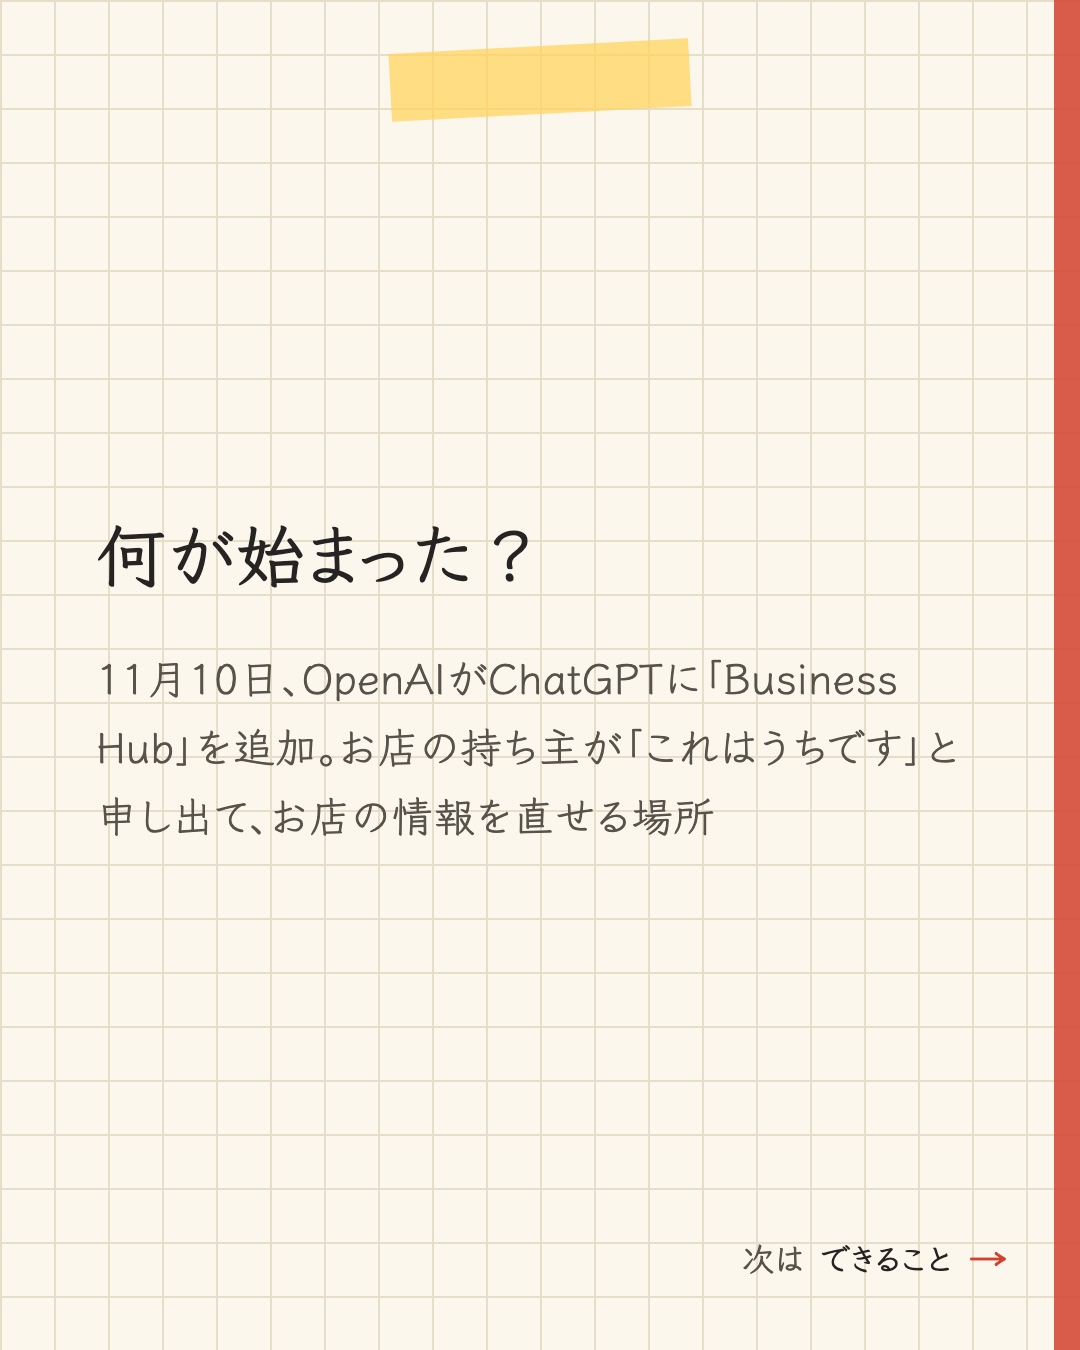 何が始まった？
11月10日、OpenAIがChatGPTに「Business
Hub」を追加。お店の持ち主が「これはうちです」と
申し出て、お店の情報を直せる場所
次は できること →